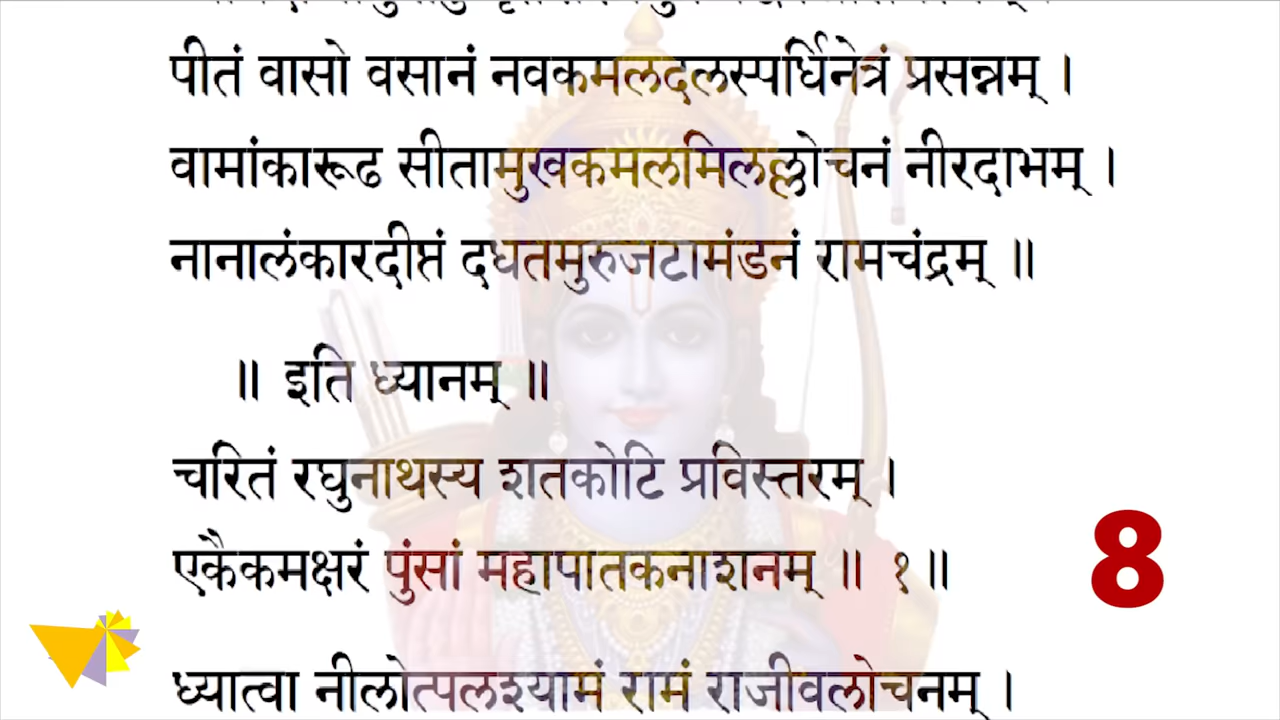 पीतं वासो वसानं नवकमलदलस्पर्धिनेत्रं प्रसन्नम् ।
वामांकारूढ सीतामुखकमलमिलल्लोचनं नीरदाभम् ।
नानालंकारदीप्तं दधतमुरुजटामंडनं रामचंद्रम् ॥
॥ इति ध्यानम् ॥
चरितं रघुनाथस्य शतकोटि प्रविस्तरम् ।
एकैकमक्षरं पुंसां महापातकनाशनम् ॥ १॥
8
ध्यात्वा नीलोत्पलश्यामं रामं राजीवलोचनम् ।